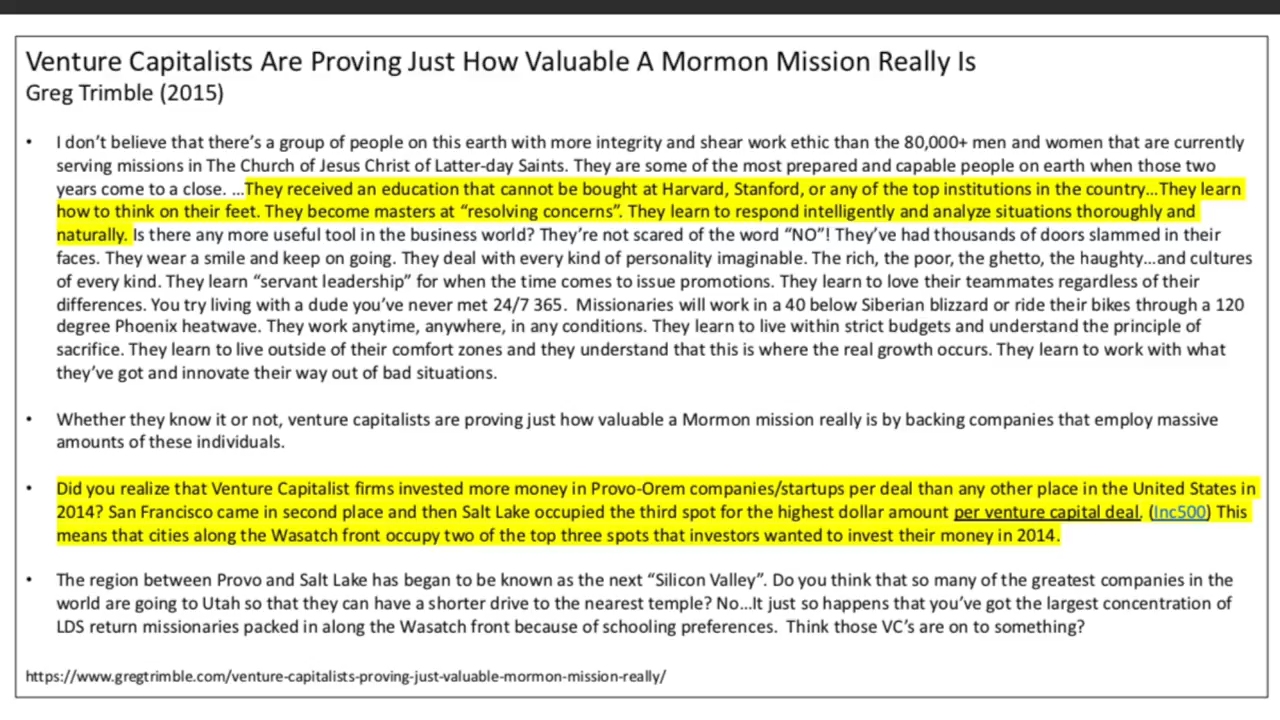 Venture Capitalists Are Proving Just How Valuable A Mormon Mission Really Is
Greg Trimble (2015)
• I don’t believe that there’s a group of people on this earth with more integrity and shear work ethic than the 80,000+ men and women that are currently
serving missions in The Church of Jesus Christ of Latter-day Saints. They are some of the most prepared and capable people on earth when those two
years come to a close. …They received an education that cannot be bought at Harvard, Stanford, or any of the top institutions in the country…They learn
how to think on their feet. They become masters at “resolving concerns”. They learn to respond intelligently and analyze situations thoroughly and
naturally. Is there any more useful tool in the business world? They’re not scared of the word “NO”! They’ve had thousands of doors slammed in their
faces. They wear a smile and keep on going. They deal with every kind of personality imaginable. The rich, the poor, the ghetto, the haughty…and cultures
of every kind. They learn “servant leadership” for when the time comes to issue promotions. They learn to love their teammates regardless of their
differences. You try living with a dude you’ve never met 24/7 365.  Missionaries will work in a 40 below Siberian blizzard or ride their bikes through a 120
degree Phoenix heatwave. They work anytime, anywhere, in any conditions. They learn to live within strict budgets and understand the principle of
sacrifice. They learn to live outside of their comfort zones and they understand that this is where the real growth occurs. They learn to work with what
they’ve got and innovate their way out of bad situations.
• Whether they know it or not, venture capitalists are proving just how valuable a Mormon mission really is by backing companies that employ massive
amounts of these individuals.
• Did you realize that Venture Capitalist firms invested more money in Provo-Orem companies/startups per deal than any other place in the United States in
2014? San Francisco came in second place and then Salt Lake occupied the third spot for the highest dollar amount per venture capital deal. (Inc500) This
means that cities along the Wasatch front occupy two of the top three spots that investors wanted to invest their money in 2014.
• The region between Provo and Salt Lake has began to be known as the next “Silicon Valley”. Do you think that so many of the greatest companies in the
world are going to Utah so that they can have a shorter drive to the nearest temple? No…It just so happens that you’ve got the largest concentration of
LDS return missionaries packed in along the Wasatch front because of schooling preferences.  Think those VC’s are on to something?
https://www.gregtrimble.com/venture-capitalists-proving-just-valuable-mormon-mission-really/